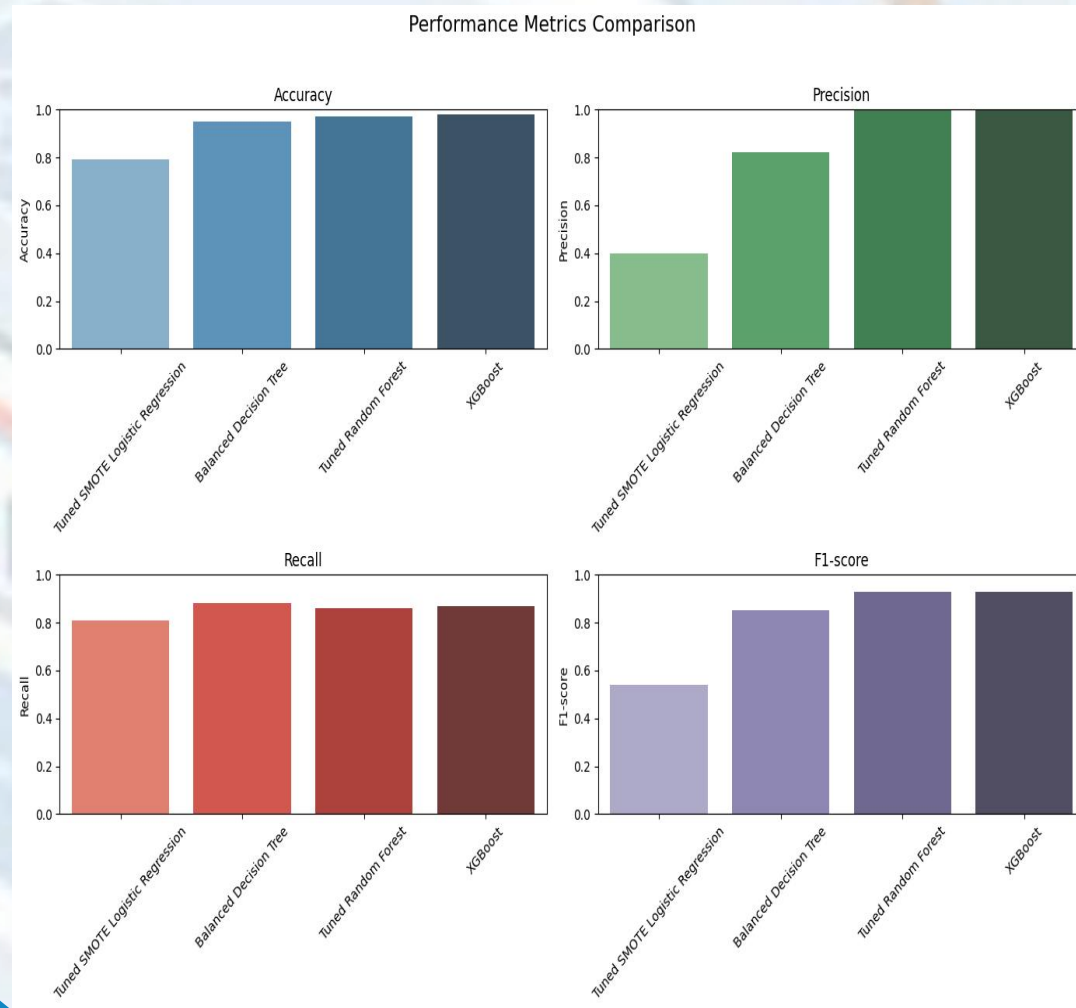 Performance Metrics Comparison
Accuracy
1.0
0.8
0.6
0.4
0.2
0.0
Accuracy
Tuned SMOTE Logistic Regression
Balanced Decision Tree
Tuned Random Forest
XGBoost
Precision
1.0
0.8
0.6
0.4
0.2
0.0
Precision
Tuned SMOTE Logistic Regression
Balanced Decision Tree
Tuned Random Forest
XGBoost
Recall
1.0
0.8
0.6
0.4
0.2
0.0
Recall
Tuned SMOTE Logistic Regression
Balanced Decision Tree
Tuned Random Forest
XGBoost
F1-score
1.0
0.8
0.6
0.4
0.2
0.0
F1-score
Tuned SMOTE Logistic Regression
Balanced Decision Tree
Tuned Random Forest
XGBoost